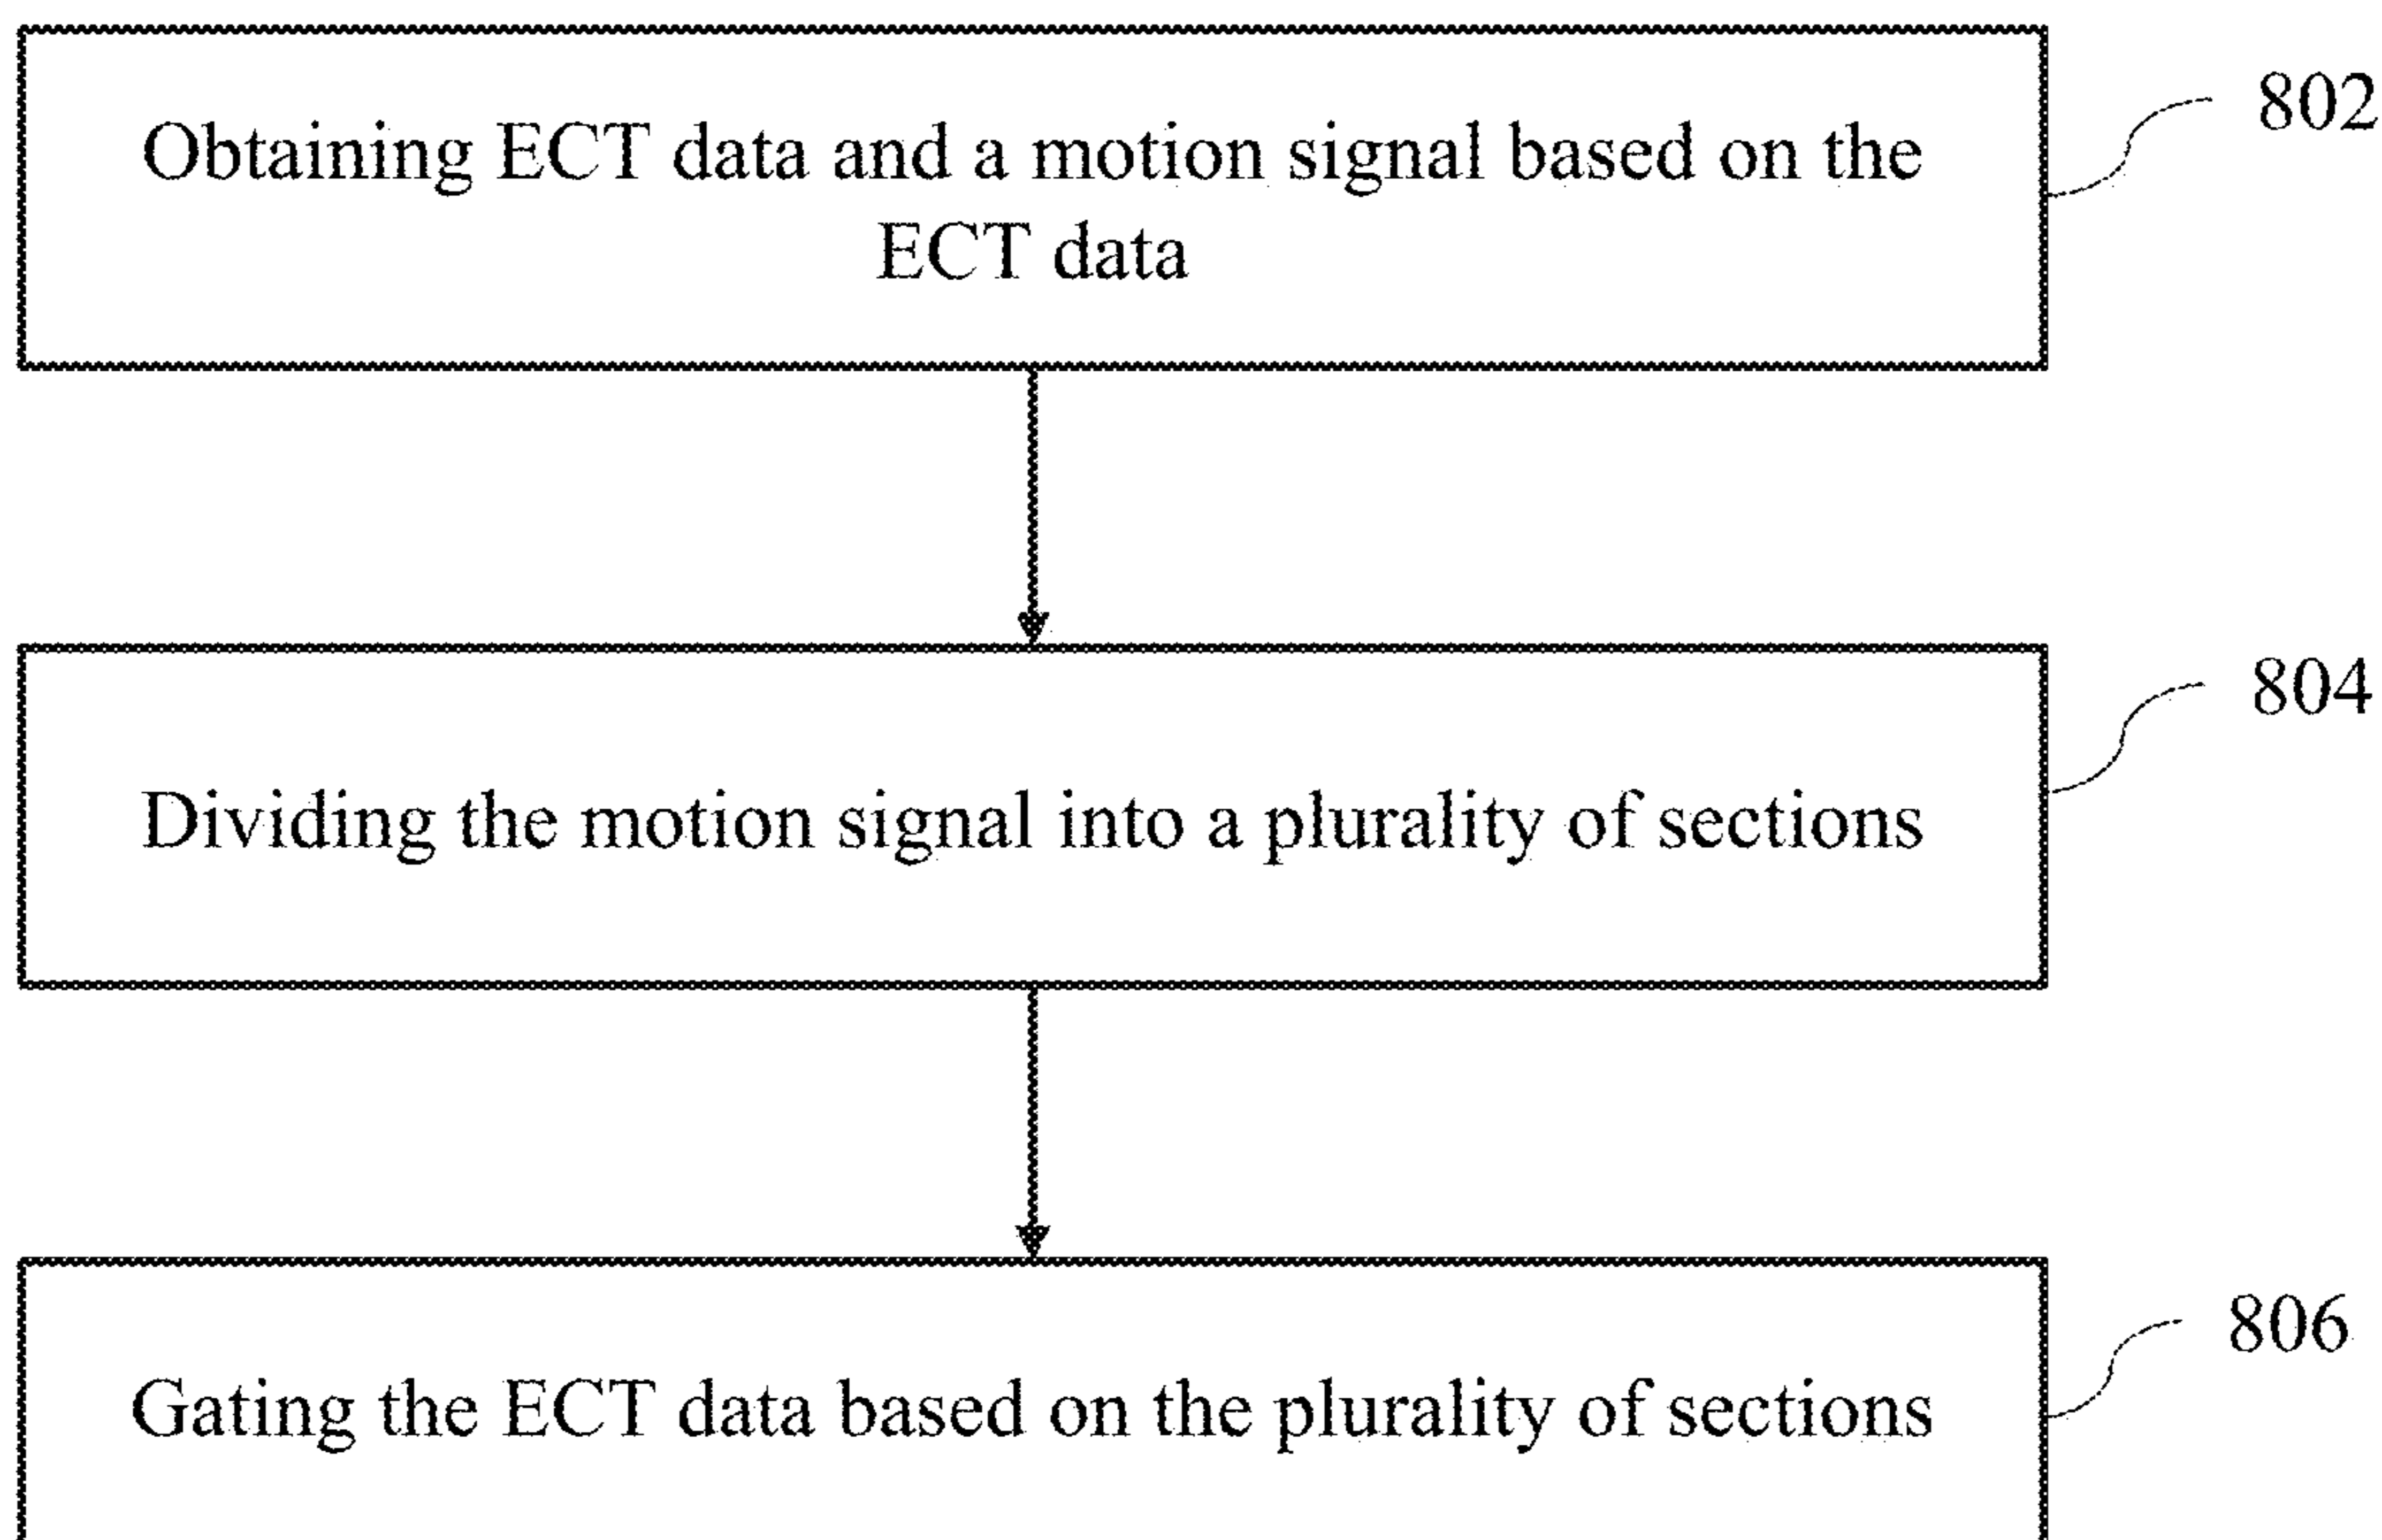 Obtaining ECT data and a motion signal based on the
ECT data
802
Dividing the motion signal into a plurality of sections
804
Gating the ECT data based on the plurality of sections
806